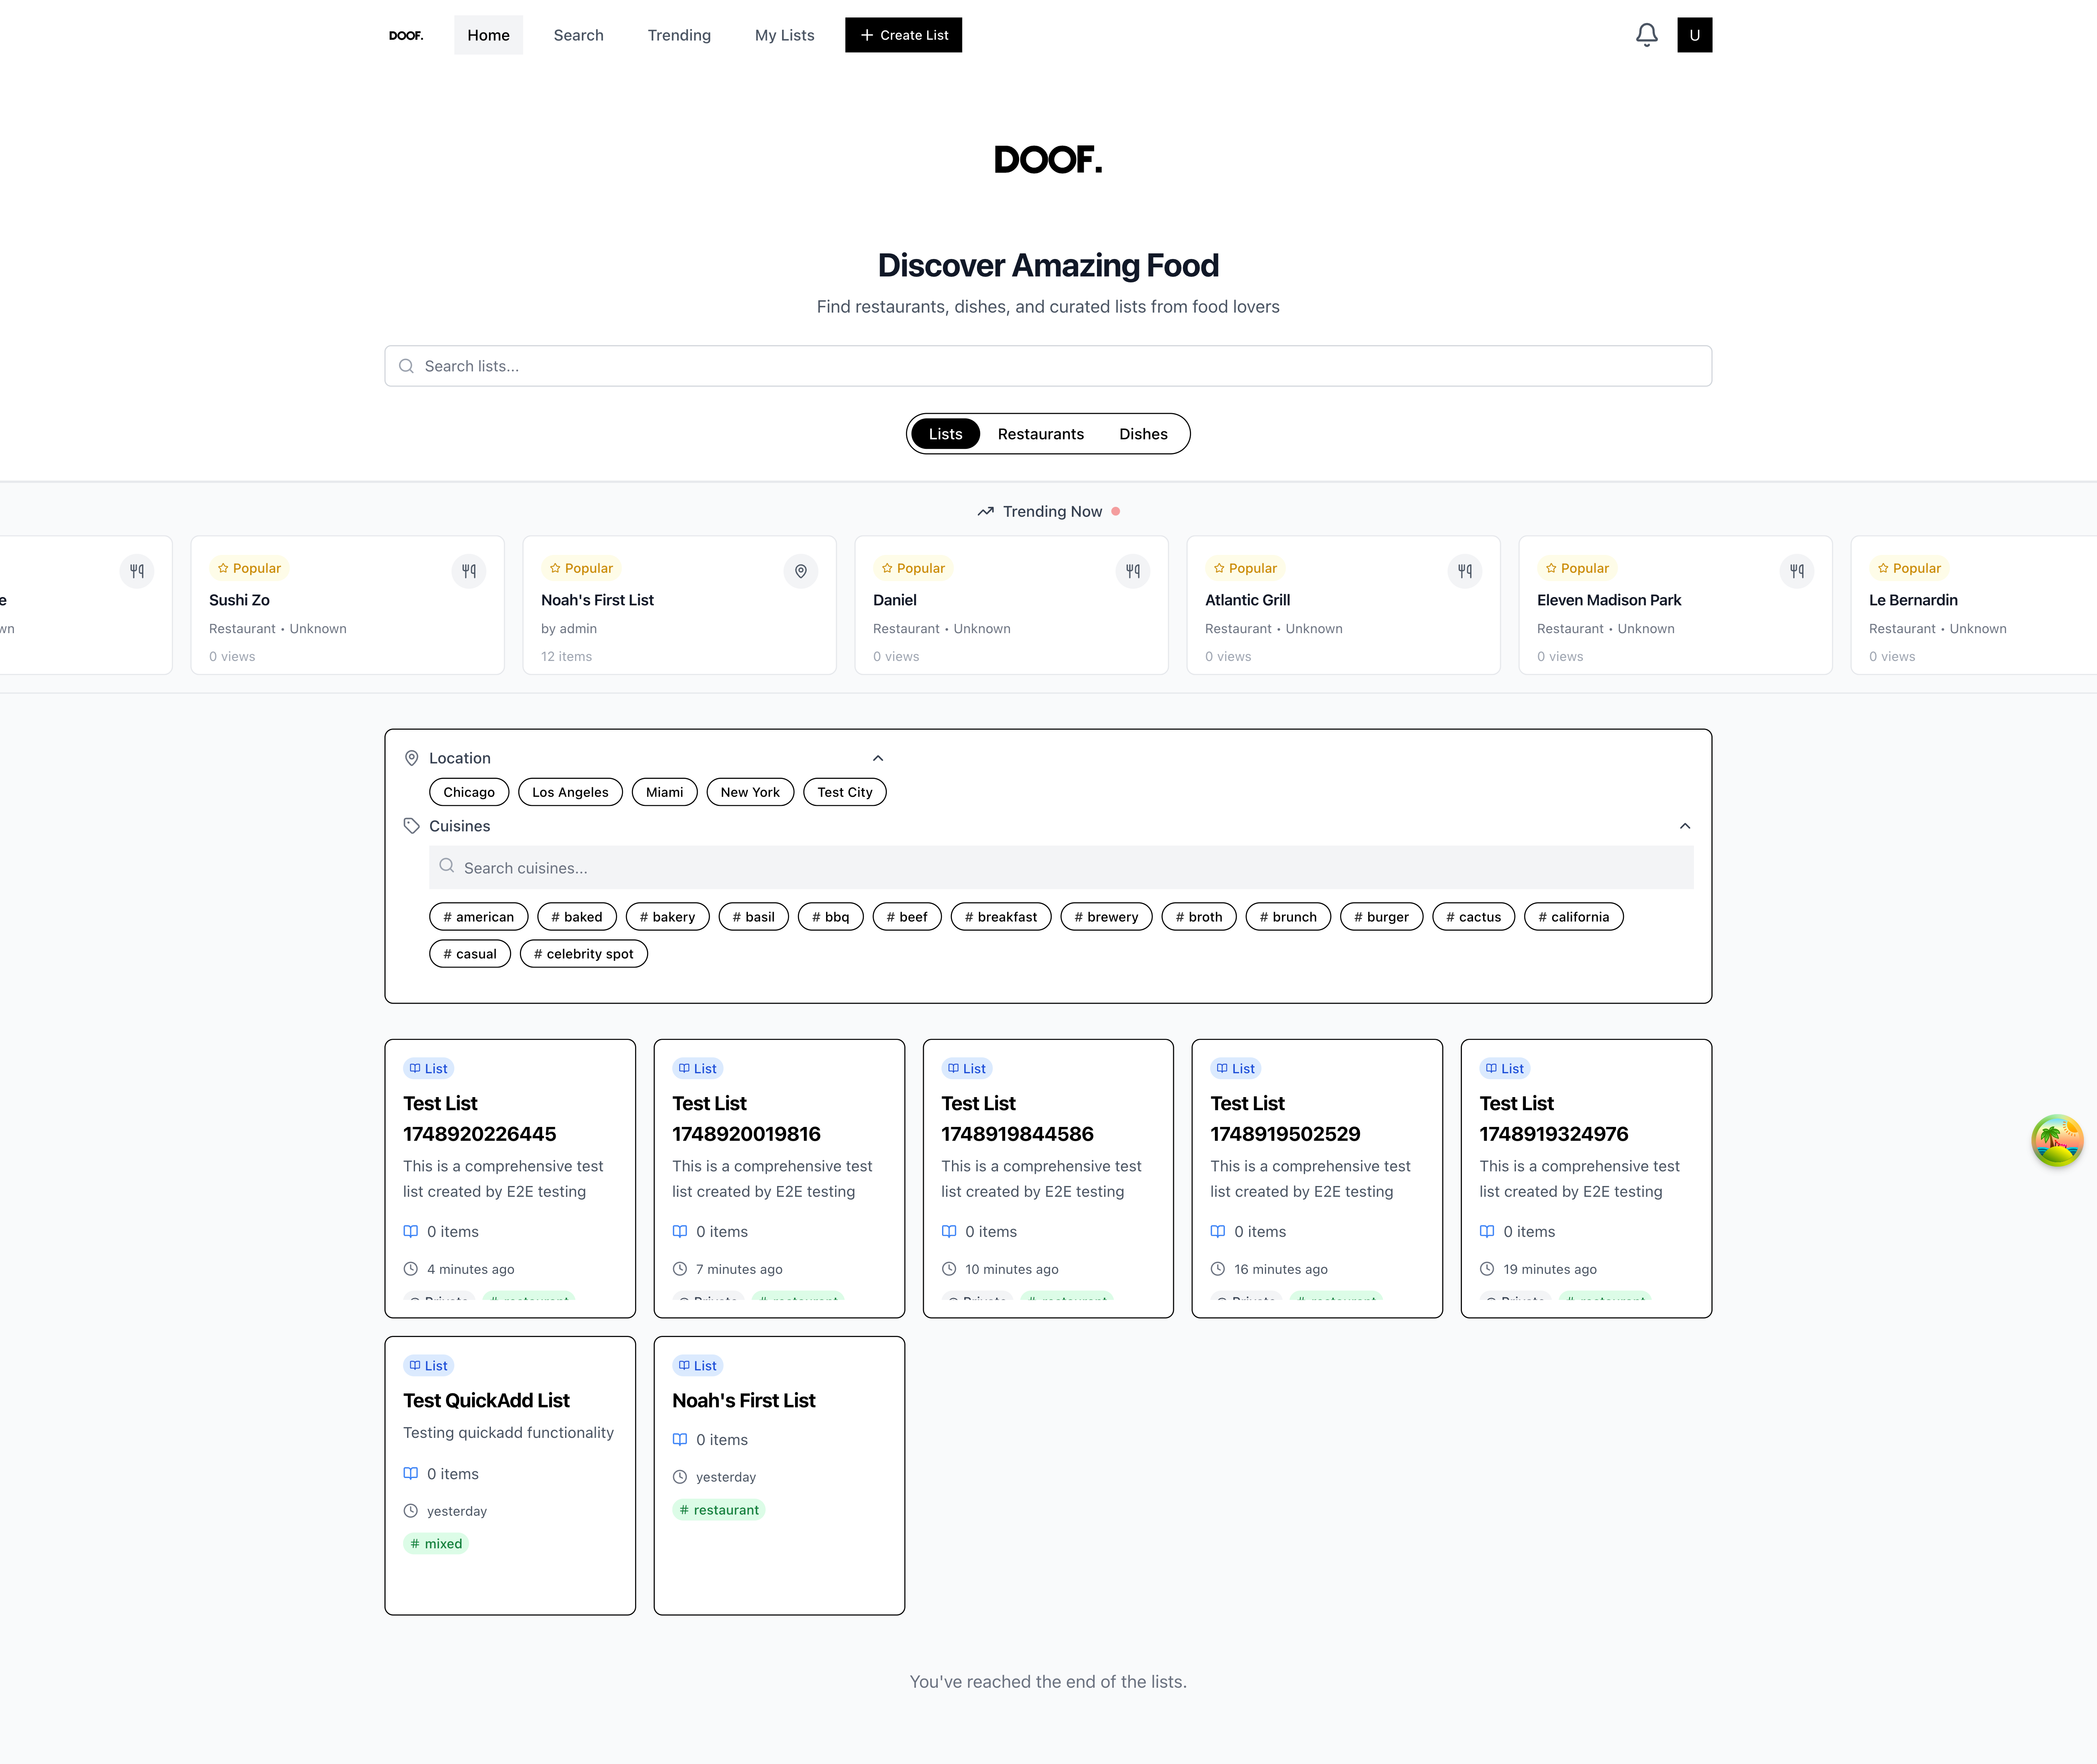 DOOF.
Home
Search
Trending
My Lists
+ Create List
U
DOOF.
Discover Amazing Food
Find restaurants, dishes, and curated lists from food lovers
Search lists...
Lists
Restaurants
Dishes
Trending Now
e
wn
Popular
Sushi Zo
Restaurant • Unknown
0 views
Popular
Noah's First List
by admin
12 items
Popular
Daniel
Restaurant • Unknown
0 views
Popular
Atlantic Grill
Restaurant • Unknown
0 views
Popular
Eleven Madison Park
Restaurant • Unknown
0 views
Popular
Le Bernardin
Restaurant • Unknown
0 views
Location
Chicago
Los Angeles
Miami
New York
Test City
Cuisines
Search cuisines...
# american
# baked
# bakery
# basil
# bbq
# beef
# breakfast
# brewery
# broth
# brunch
# burger
# cactus
# california
# casual
# celebrity spot
List
Test List
1748920226445
This is a comprehensive test
list created by E2E testing
0 items
4 minutes ago
Private
# restaurant
List
Test List
1748920019816
This is a comprehensive test
list created by E2E testing
0 items
7 minutes ago
Private
# restaurant
List
Test List
1748919844586
This is a comprehensive test
list created by E2E testing
0 items
10 minutes ago
Private
# restaurant
List
Test List
1748919502529
This is a comprehensive test
list created by E2E testing
0 items
16 minutes ago
Private
# restaurant
List
Test List
1748919324976
This is a comprehensive test
list created by E2E testing
0 items
19 minutes ago
Private
# restaurant
List
Test QuickAdd List
Testing quickadd functionality
0 items
yesterday
# mixed
List
Noah's First List
0 items
yesterday
# restaurant
You've reached the end of the lists.